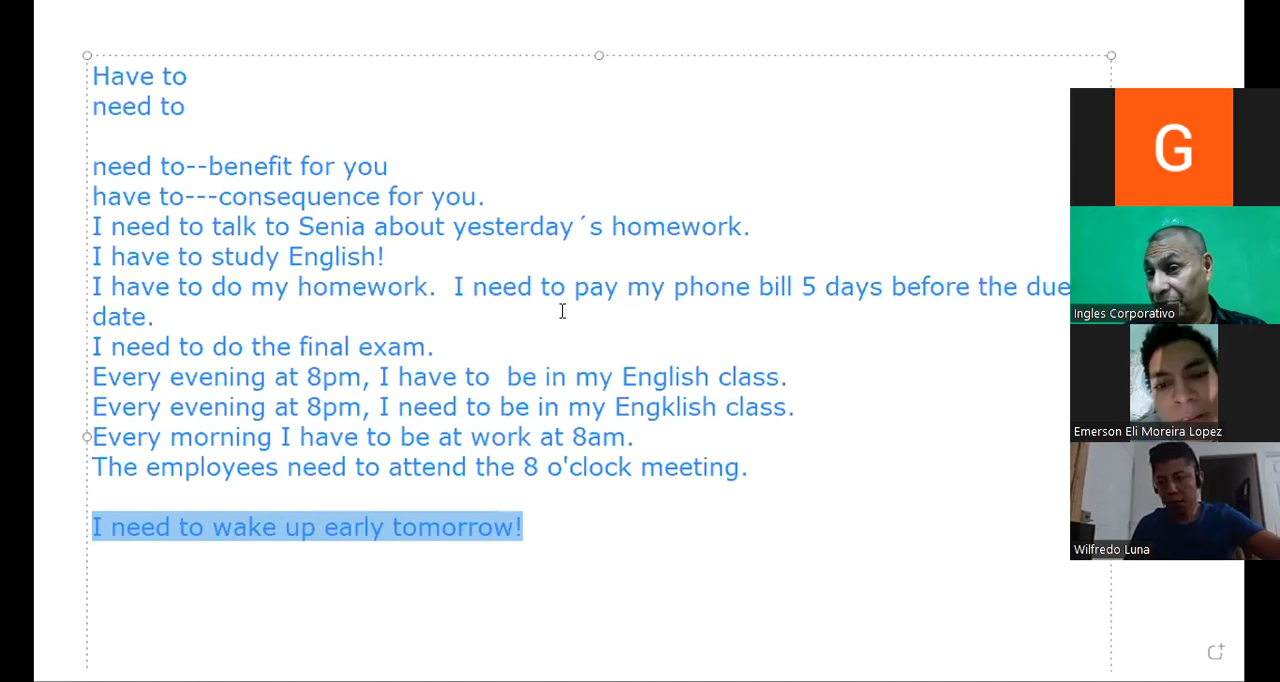 Have to
need to
need to--benefit for you
have to---consequence for you.
I need to talk to Senia about yesterday´s homework.
I have to study English!
I have to do my homework.  I need to pay my phone bill 5 days before the due
date.
I need to do the final exam.
Every evening at 8pm, I have to  be in my English class.
Every evening at 8pm, I need to be in my Engklish class.
Every morning I have to be at work at 8am.
The employees need to attend the 8 o'clock meeting.
I need to wake up early tomorrow!
G
Ingles Corporativo
Emerson Eli Moreira Lopez
Wilfredo Luna